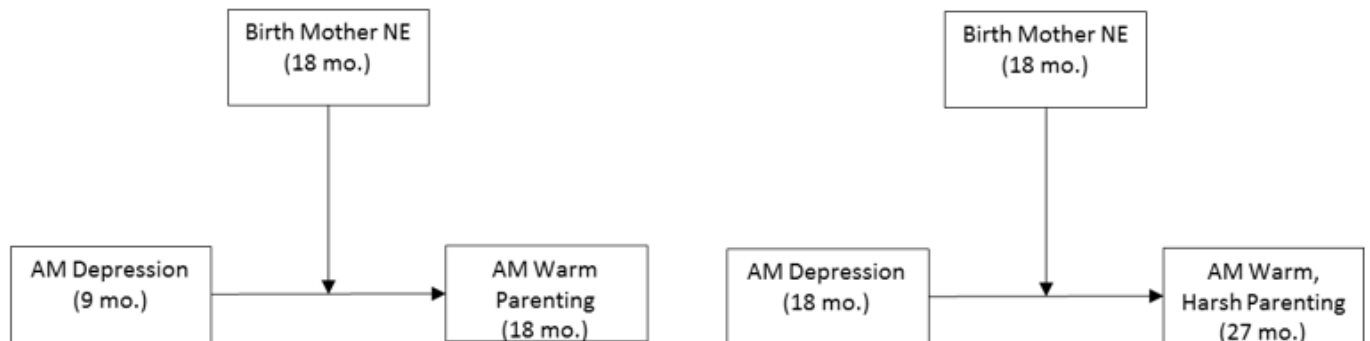 Birth Mother NE
(18 mo.)
Birth Mother NE
(18 mo.)
AM Depression
(9 mo.)
AM Warm
Parenting
(18 mo.)
AM Depression
(18 mo.)
AM Warm,
Harsh Parenting
(27 mo.)